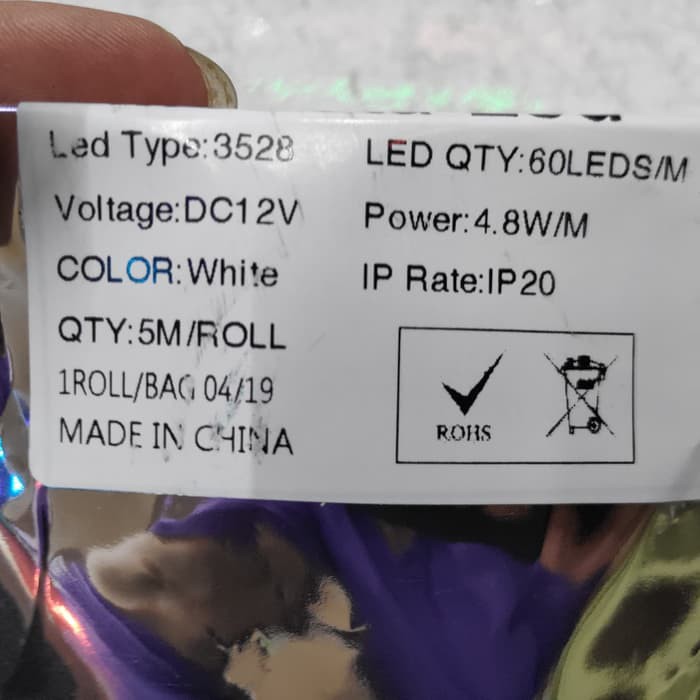 Led Type:3528
LED QTY:60LEDS/M
Voltage:DC12V
Power:4.8W/M
COLOR:White
IP Rate:IP20
QTY:5M/ROLL
1ROLL/BAG 04/19
MADE IN CHINA
ROHS